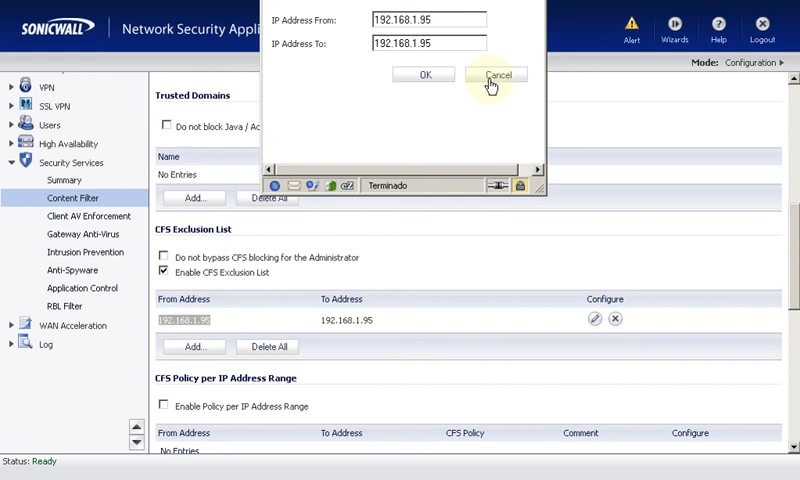 SONICWALL
Network Security Appli
Alert
Wizards
Help
Logout
Mode: Configuration
IP Address From: 192.168.1.95
IP Address To: 192.168.1.95
OK
Cancel
Terminado
VPN
SSL VPN
Users
High Availability
Security Services
Summary
Content Filter
Client AV Enforcement
Gateway Anti-Virus
Intrusion Prevention
Anti-Spyware
Application Control
RBL Filter
WAN Acceleration
Log
Trusted Domains
Do not block Java / Ac
Name
No Entries
Add...
Delete All
CFS Exclusion List
Do not bypass CFS blocking for the Administrator
Enable CFS Exclusion List
From Address To Address Configure
192.168.1.95 192.168.1.95
Add...
Delete All
CFS Policy per IP Address Range
Enable Policy per IP Address Range
From Address To Address CFS Policy Comment Configure
No Entries
Status: Ready